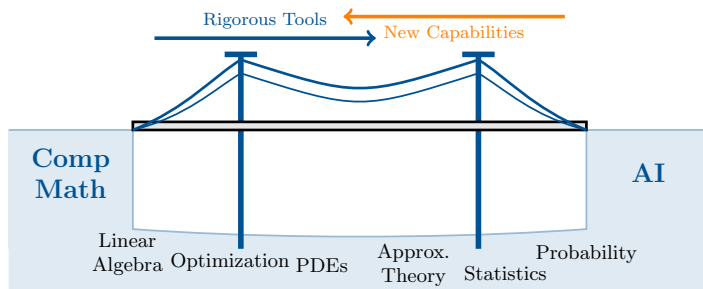 Rigorous Tools
New Capabilities
Comp
Math
AI
Linear
Algebra
Optimization
PDEs
Approx.
Theory
Statistics
Probability